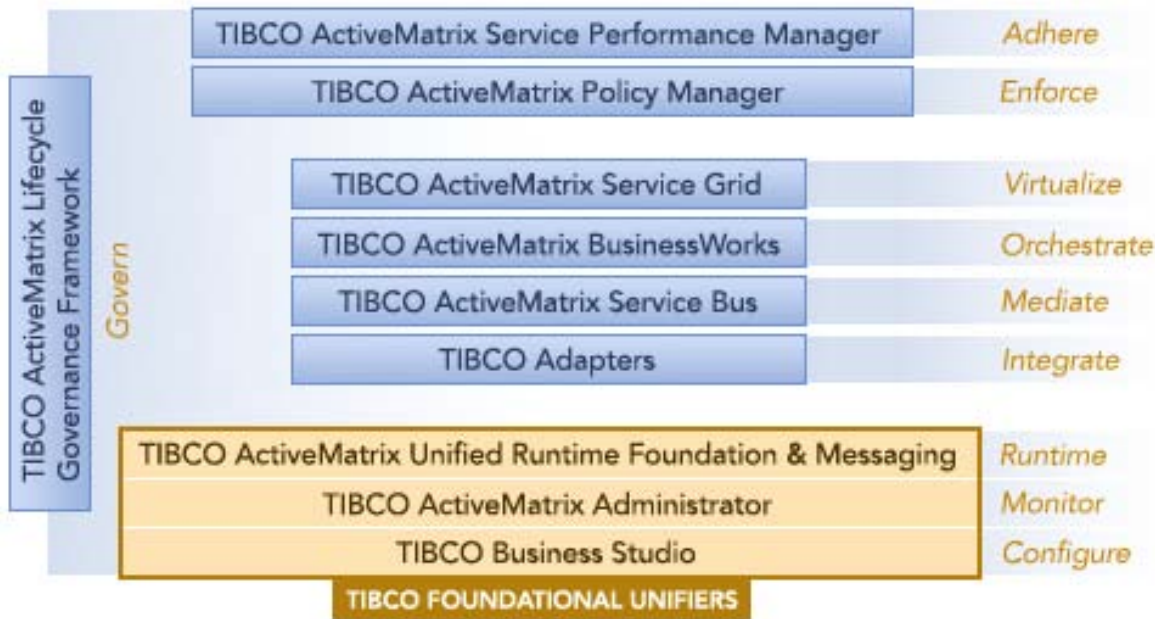 TIBCO ActiveMatrix Service Performance Manager
Adhere
TIBCO ActiveMatrix Policy Manager
Enforce
TIBCO ActiveMatrix Lifecycle
Governance Framework
Govern
TIBCO ActiveMatrix Service Grid
Virtualize
TIBCO ActiveMatrix BusinessWorks
Orchestrate
TIBCO ActiveMatrix Service Bus
Mediate
TIBCO Adapters
Integrate
TIBCO ActiveMatrix Unified Runtime Foundation & Messaging
Runtime
TIBCO ActiveMatrix Administrator
Monitor
TIBCO Business Studio
Configure
TIBCO FOUNDATIONAL UNIFIERS